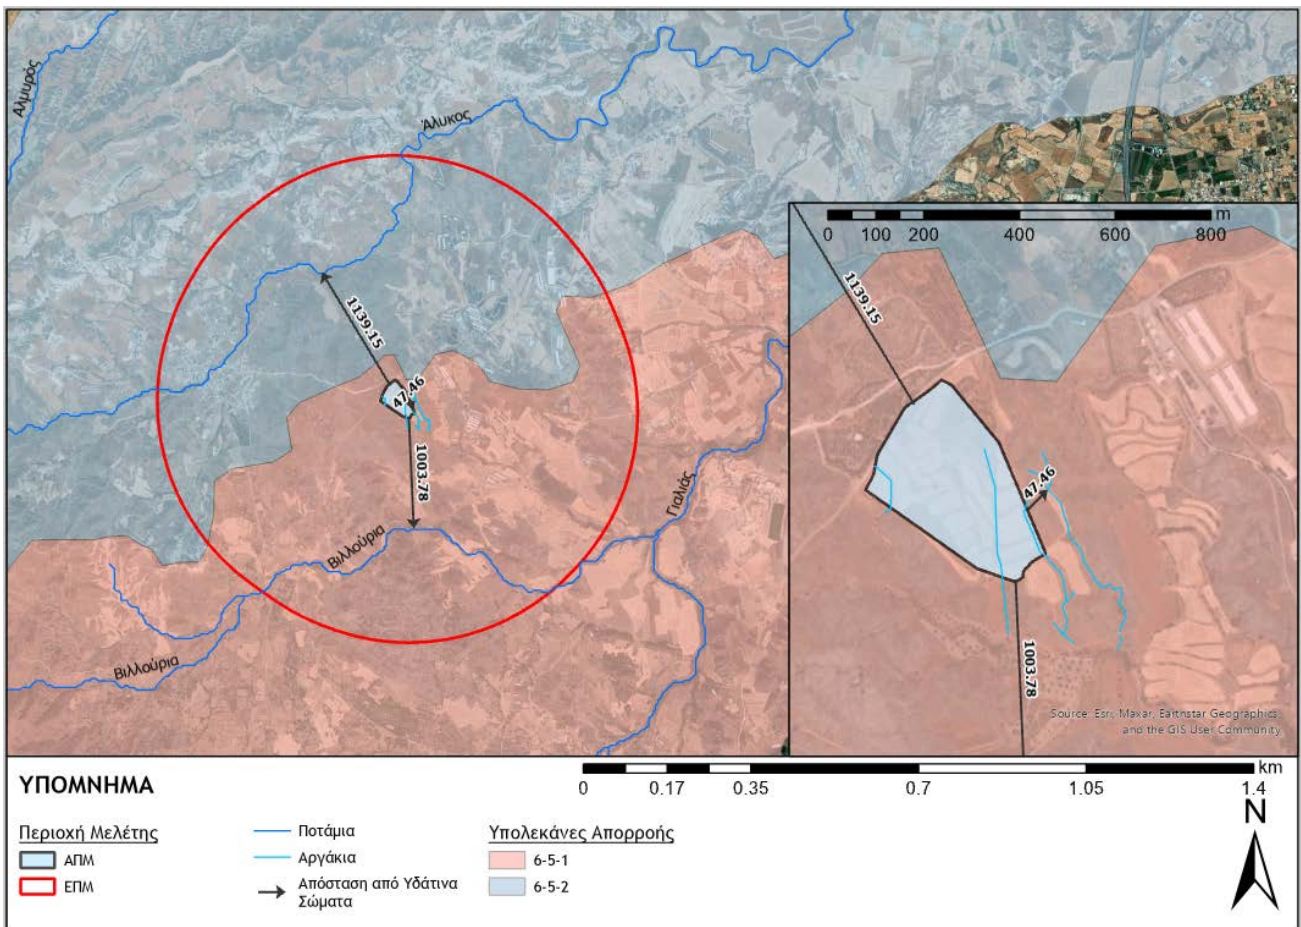 Αλμυρός
Άλυκος
1139.15
47.46
1003.78
Βιλλούρια
Γιαλιάς
Βιλλούρια
m
0 100 200 400 600 800
1139.15
47.46
1003.78
Source: Esri, Maxar, Earthstar Geographics,
and the GIS User Community
ΥΠΟΜΝΗΜΑ
km
0 0.17 0.35 0.7 1.05 1.4
N
Περιοχή Μελέτης
ΑΠΜ
ΕΠΜ
Ποτάμια
Αργάκια
Απόσταση από Υδάτινα
Σώματα
Υπολεκάνες Απορροής
6-5-1
6-5-2